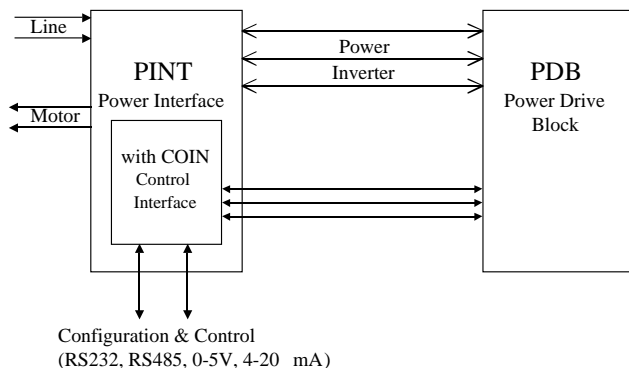 Line
Motor
PINT
Power Interface
with COIN
Control
Interface
Power
Inverter
PDB
Power Drive
Block
Configuration & Control
(RS232, RS485, 0-5V, 4-20 mA)